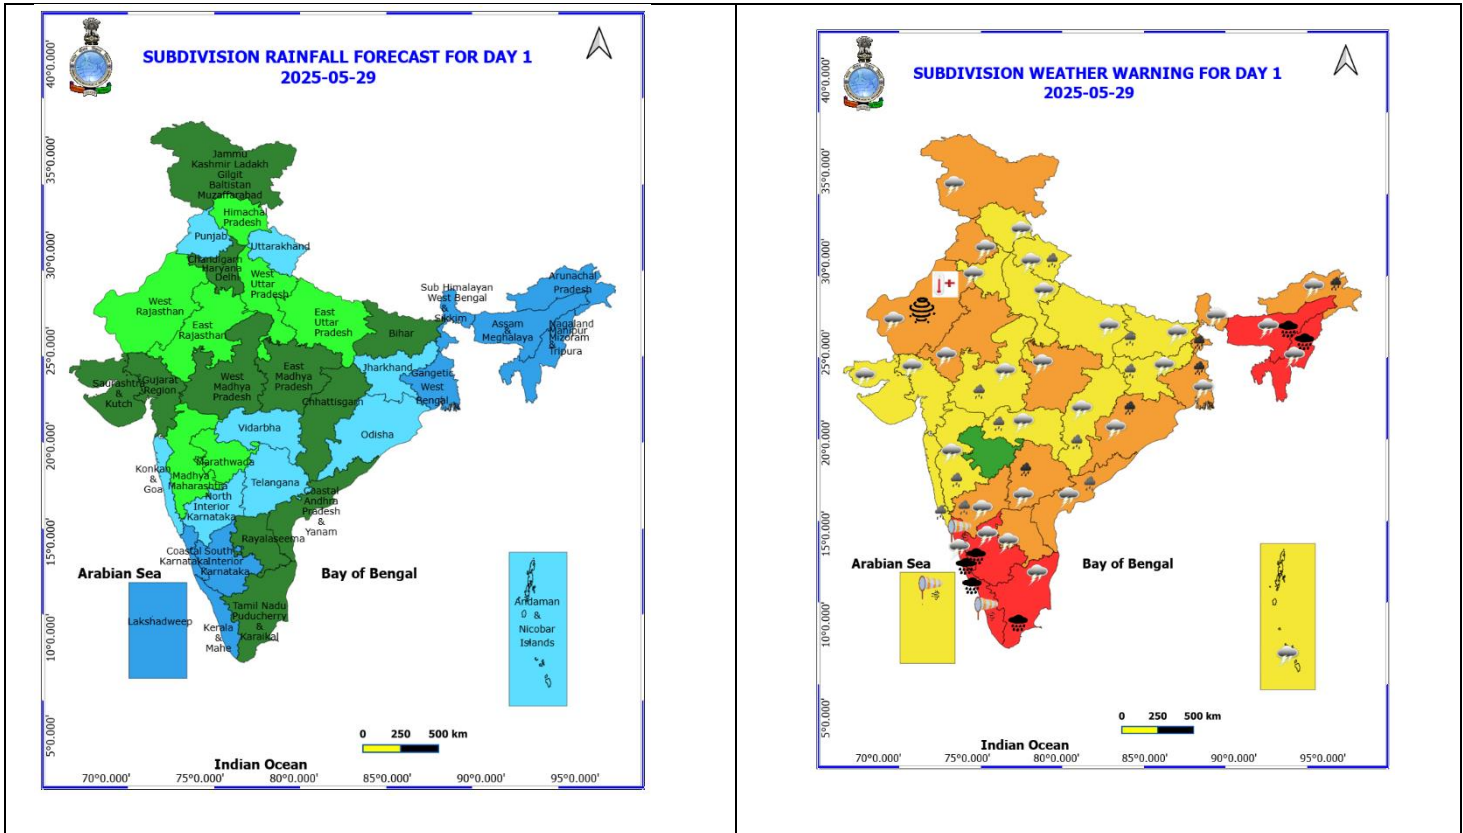 SUBDIVISION RAINFALL FORECAST FOR DAY 1
2025-05-29
40°0.000'
35°0.000'
30°0.000'
25°0.000'
20°0.000'
15°0.000'
10°0.000'
5°0.000'
Jammu
Kashmir Ladakh
Gilgit
Baltistan
Muzaffarabad
Himachal
Pradesh
Punjab
Uttarakhand
Chandigarh
Haryana
Delhi
West
Uttar
Pradesh
West
Rajasthan
East
Rajasthan
East
Uttar
Pradesh
Bihar
Sub Himalayan
West Bengal
&
Sikkim
Arunachal
Pradesh
Assam
&
Meghalaya
Nagaland
Manipur
Mizoram
&
Tripura
Jharkhand
Gangetic
West
Bengal
Saurashtra
&
Kutch
Gujarat
Region
West
Madhya
Pradesh
East
Madhya
Pradesh
Chhattisgarh
Vidarbha
Odisha
Konkan
&
Goa
Madhya
Maharashtra
Marathwada
Telangana
North
Interior
Karnataka
Coastal
Andhra
Pradesh
&
Yanam
Rayalaseema
Coastal
Karnataka
South
Interior
Karnataka
Arabian Sea
Bay of Bengal
Lakshadweep
Kerala
&
Mahe
Tamil Nadu
Puducherry
&
Karaikal
Andaman
&
Nicobar
Islands
0 250 500 km
Indian Ocean
70°0.000' 75°0.000' 80°0.000' 85°0.000' 90°0.000' 95°0.000'
SUBDIVISION WEATHER WARNING FOR DAY 1
2025-05-29
40°0.000'
35°0.000'
30°0.000'
25°0.000'
20°0.000'
15°0.000'
10°0.000'
5°0.000'
Arabian Sea
Bay of Bengal
0 250 500 km
Indian Ocean
70°0.000' 75°0.000' 80°0.000' 85°0.000' 90°0.000' 95°0.000'